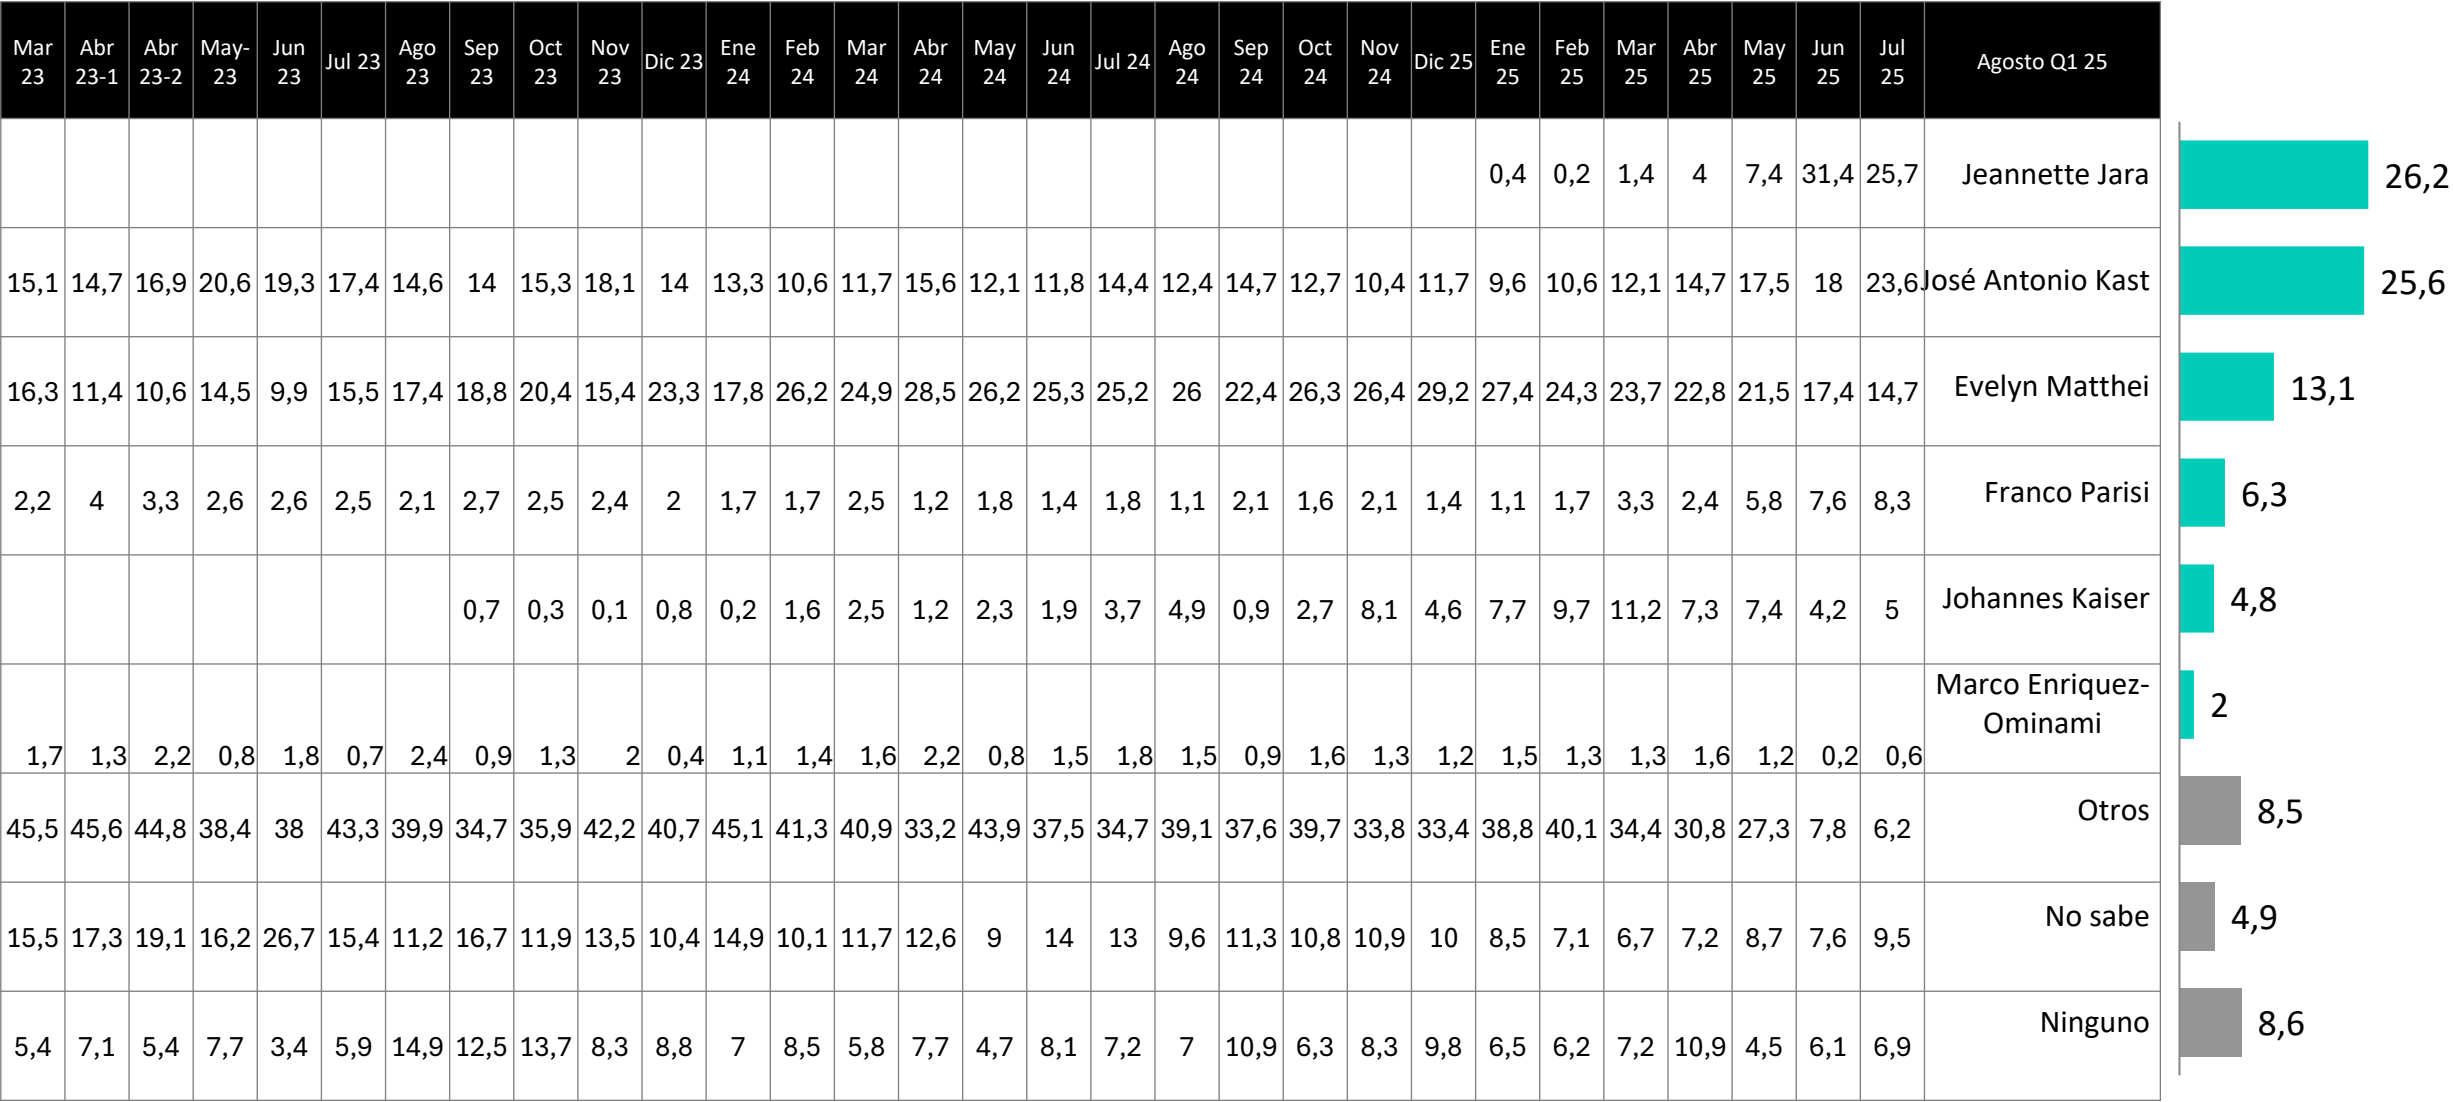 Mar 23 Abr 23-1 Abr 23-2 May-23 Jun 23 Jul 23 Ago 23 Sep 23 Oct 23 Nov 23 Dic 23 Ene 24 Feb 24 Mar 24 Abr 24 May 24 Jun 24 Jul 24 Ago 24 Sep 24 Oct 24 Nov 24 Dic 25 Ene 25 Feb 25 Mar 25 Abr 25 May 25 Jun 25 Jul 25 Agosto Q1 25
0,4 0,2 1,4 4 7,4 31,4 25,7 Jeannette Jara 26,2
15,1 14,7 16,9 20,6 19,3 17,4 14,6 14 15,3 18,1 14 13,3 10,6 11,7 15,6 12,1 11,8 14,4 12,4 14,7 12,7 10,4 11,7 9,6 10,6 12,1 14,7 17,5 18 23,6 José Antonio Kast 25,6
16,3 11,4 10,6 14,5 9,9 15,5 17,4 18,8 20,4 15,4 23,3 17,8 26,2 24,9 28,5 26,2 25,3 25,2 26 22,4 26,3 26,4 29,2 27,4 24,3 23,7 22,8 21,5 17,4 14,7 Evelyn Matthei 13,1
2,2 4 3,3 2,6 2,6 2,5 2,1 2,7 2,5 2,4 2 1,7 1,7 2,5 1,2 1,8 1,4 1,8 1,1 2,1 1,6 2,1 1,4 1,1 1,7 3,3 2,4 5,8 7,6 8,3 Franco Parisi 6,3
0,7 0,3 0,1 0,8 0,2 1,6 2,5 1,2 2,3 1,9 3,7 4,9 0,9 2,7 8,1 4,6 7,7 9,7 11,2 7,3 7,4 4,2 5 Johannes Kaiser 4,8
1,7 1,3 2,2 0,8 1,8 0,7 2,4 0,9 1,3 2 0,4 1,1 1,4 1,6 2,2 0,8 1,5 1,8 1,5 0,9 1,6 1,3 1,2 1,5 1,3 1,3 1,6 1,2 0,2 0,6 Marco Enriquez-
Ominami 2
45,5 45,6 44,8 38,4 38 43,3 39,9 34,7 35,9 42,2 40,7 45,1 41,3 40,9 33,2 43,9 37,5 34,7 39,1 37,6 39,7 33,8 33,4 38,8 40,1 34,4 30,8 27,3 7,8 6,2 Otros 8,5
15,5 17,3 19,1 16,2 26,7 15,4 11,2 16,7 11,9 13,5 10,4 14,9 10,1 11,7 12,6 9 14 13 9,6 11,3 10,8 10,9 10 8,5 7,1 6,7 7,2 8,7 7,6 9,5 No sabe 4,9
5,4 7,1 5,4 7,7 3,4 5,9 14,9 12,5 13,7 8,3 8,8 7 8,5 5,8 7,7 4,7 8,1 7,2 7 10,9 6,3 8,3 9,8 6,5 6,2 7,2 10,9 4,5 6,1 6,9 Ninguno 8,6